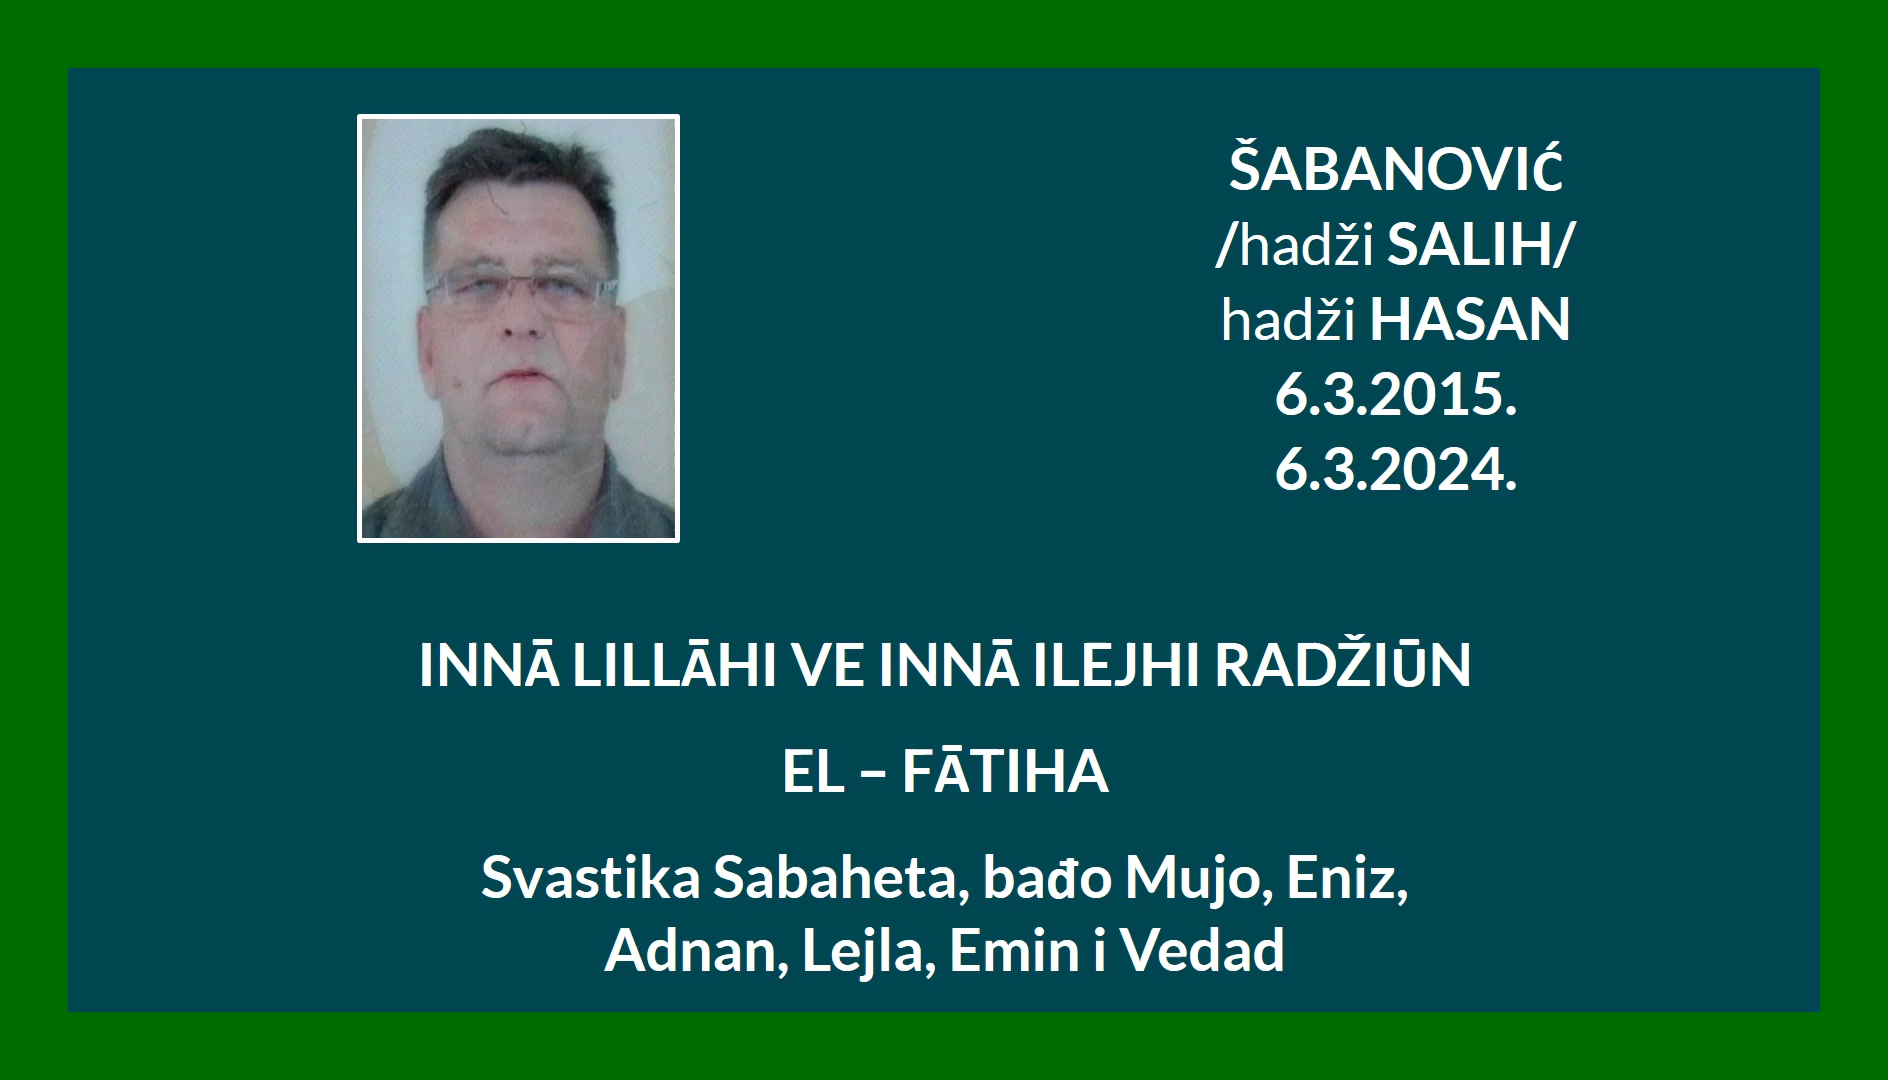 ŠABANOVIĆ
/hadži SALIH/
hadži HASAN
6.3.2015.
6.3.2024.
INNĀ LILLĀHI VE INNĀ ILEJHI RADŽIŪN
EL – FĀTIHA
Svastika Sabaheta, bađo Mujo, Eniz,
Adnan, Lejla, Emin i Vedad